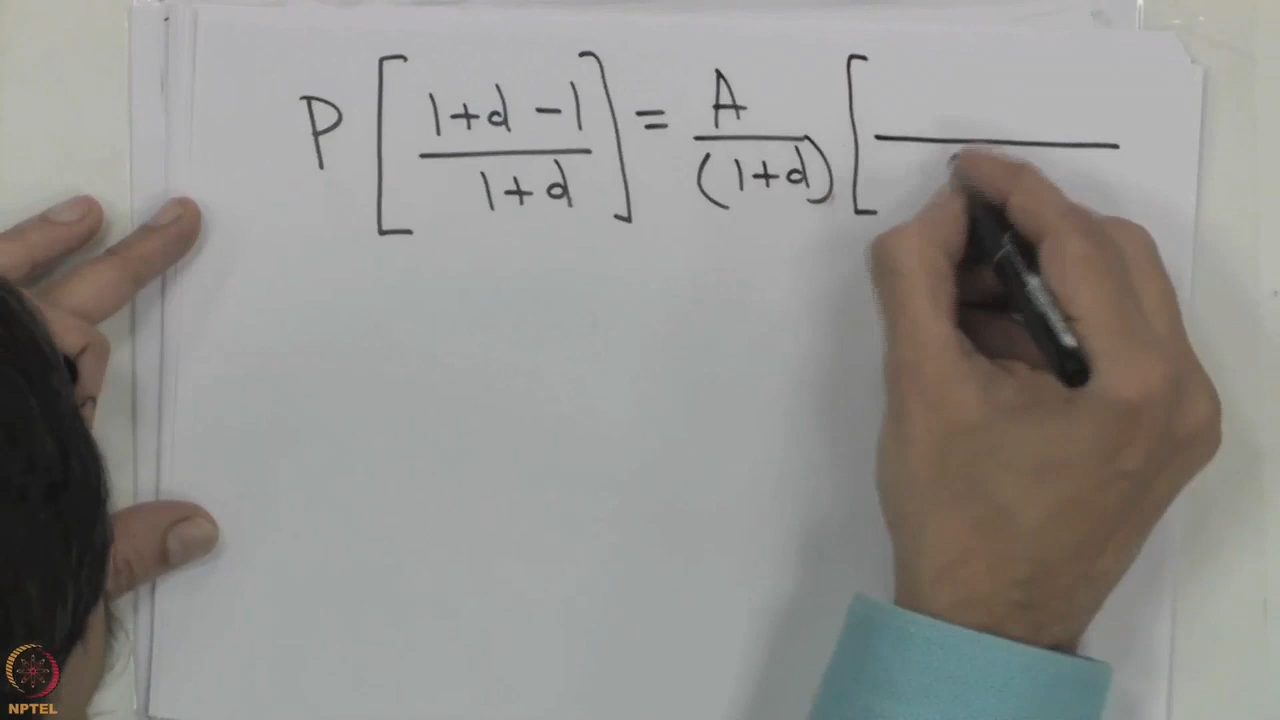 P [ 1+d -1 / 1+d ] = A / (1+d) [
NPTEL